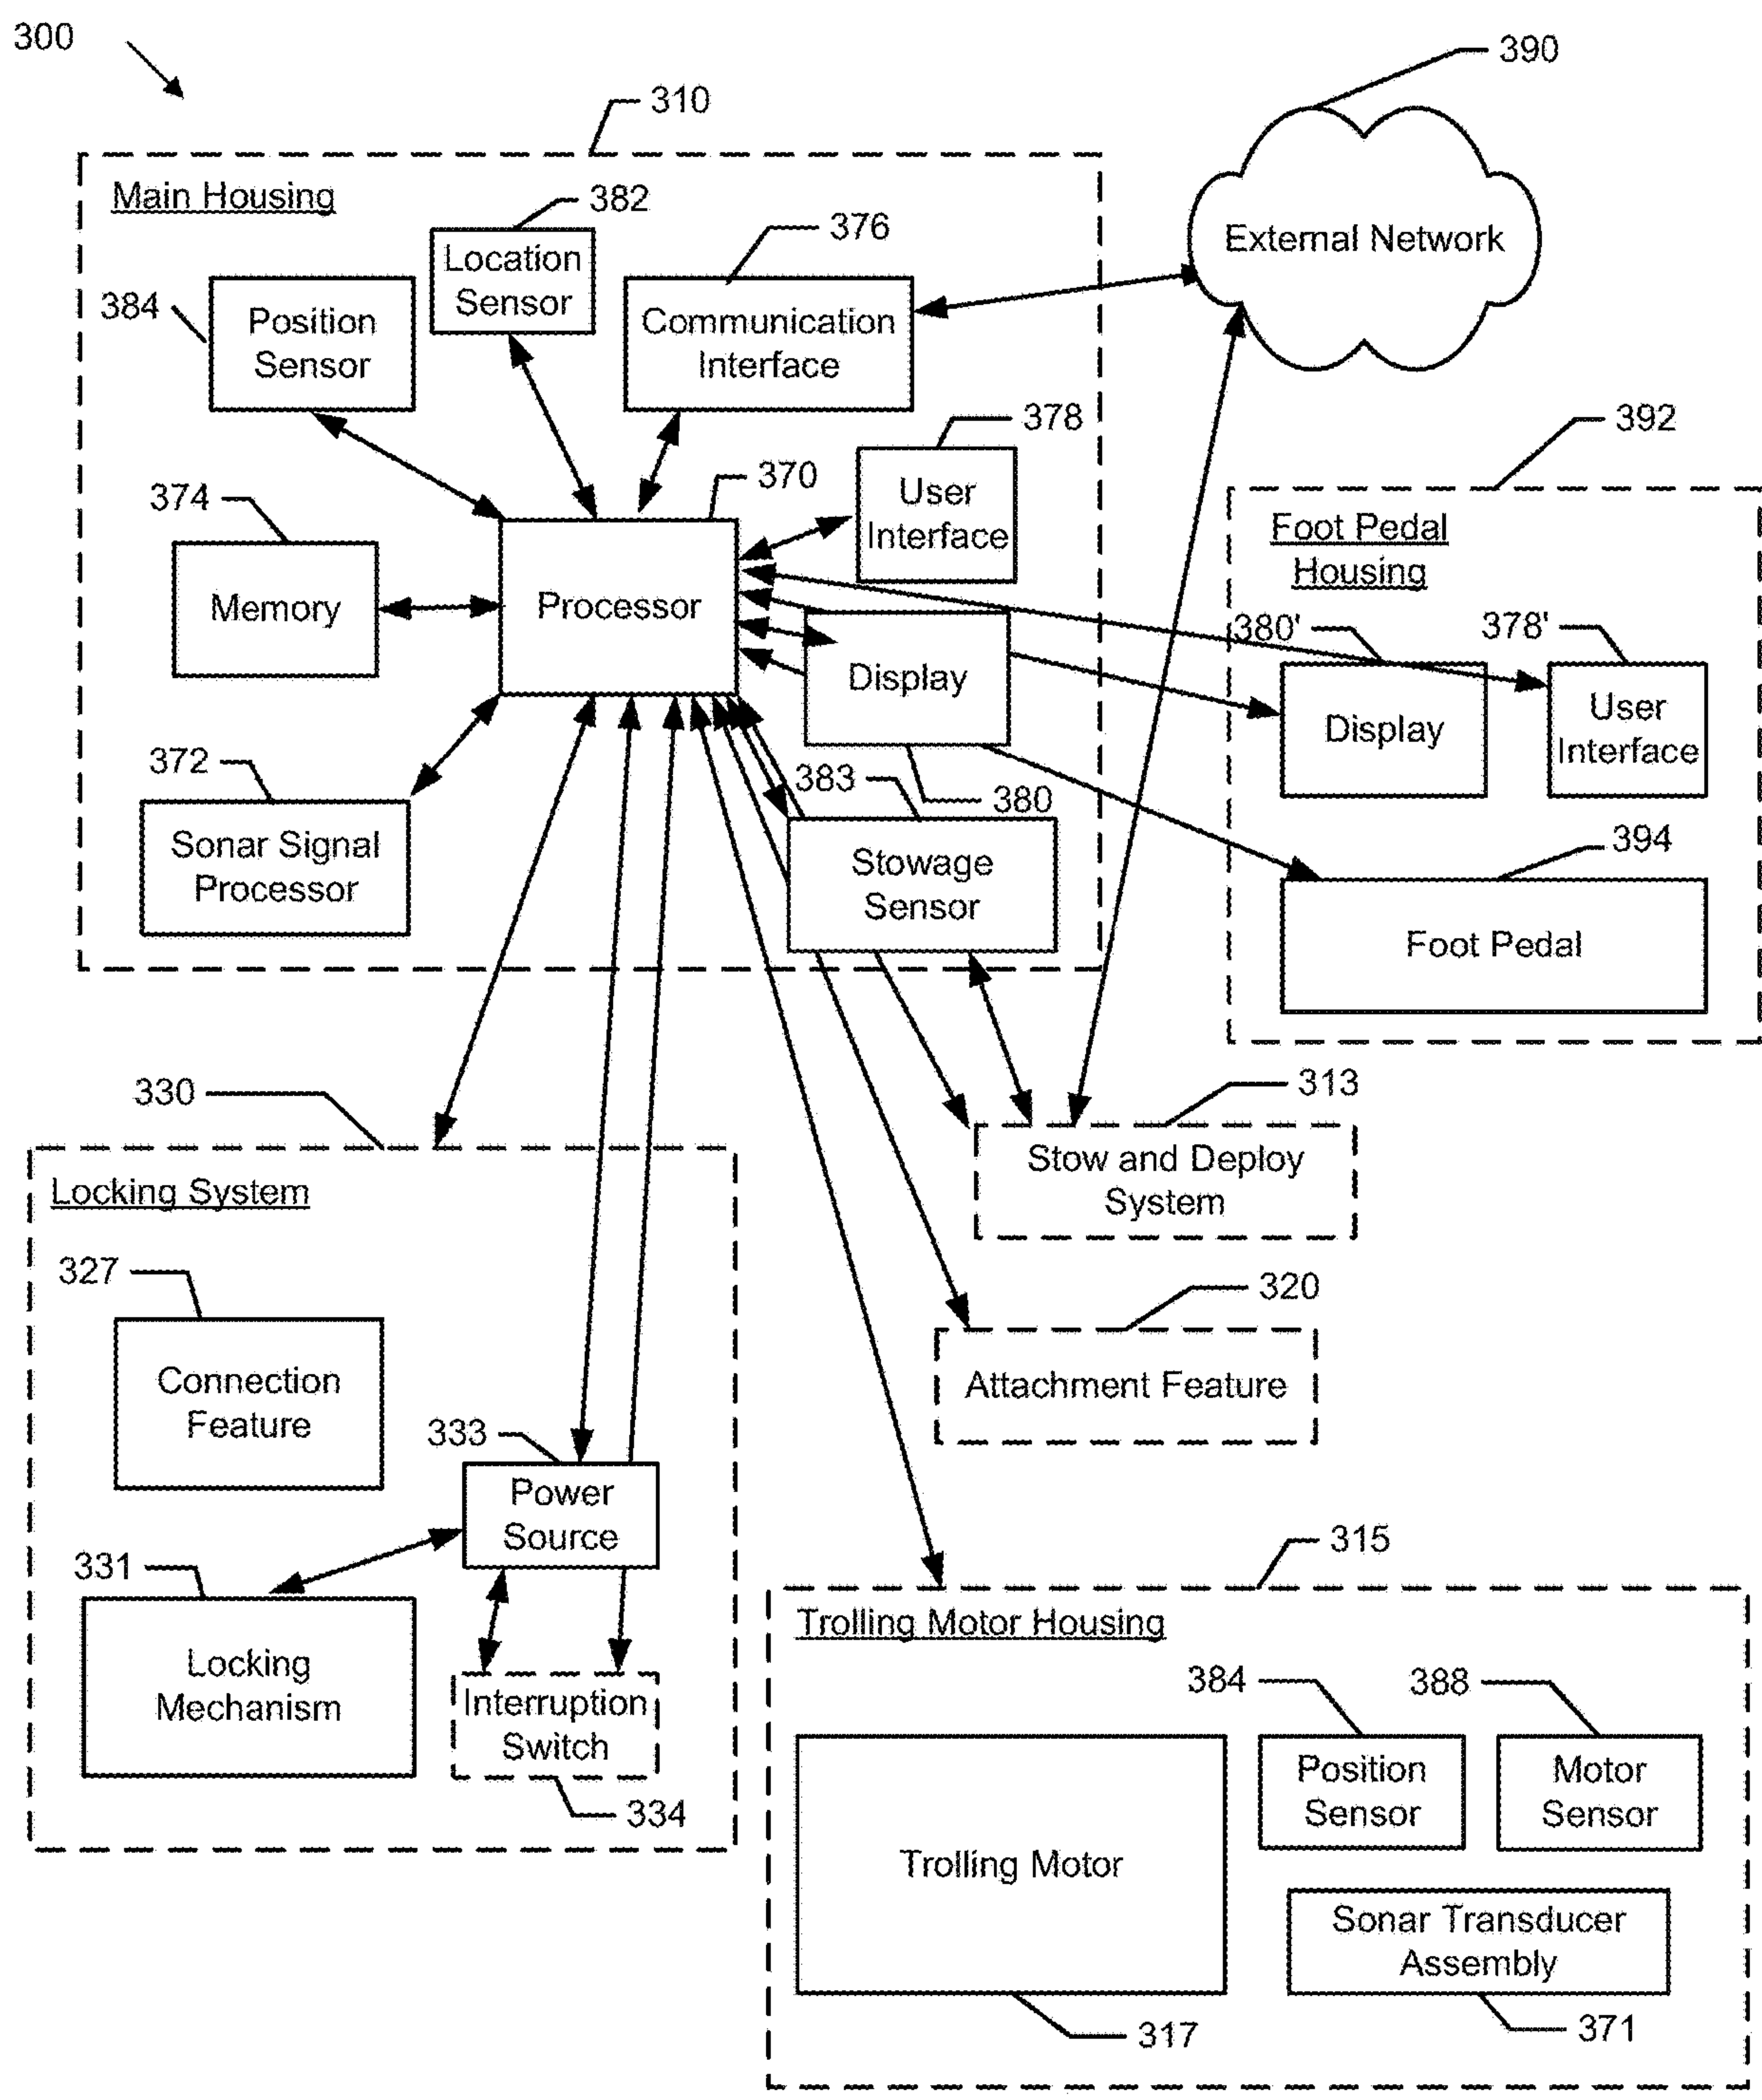 300
390
310
Main Housing
382
376
Location
Sensor
External Network
384
Position
Sensor
Communication
Interface
378
392
370
374
User
Interface
Foot Pedal
Housing
Memory
Processor
380'
378'
Display
Display
User
Interface
372
383
380
394
Sonar Signal
Processor
Stowage
Sensor
Foot Pedal
330
313
Stow and Deploy
System
Locking System
327
320
Connection
Feature
Attachment Feature
333
Power
Source
331
315
Trolling Motor Housing
Locking
Mechanism
384
388
Interruption
Switch
Position
Sensor
Motor
Sensor
334
Trolling Motor
Sonar Transducer
Assembly
317
371